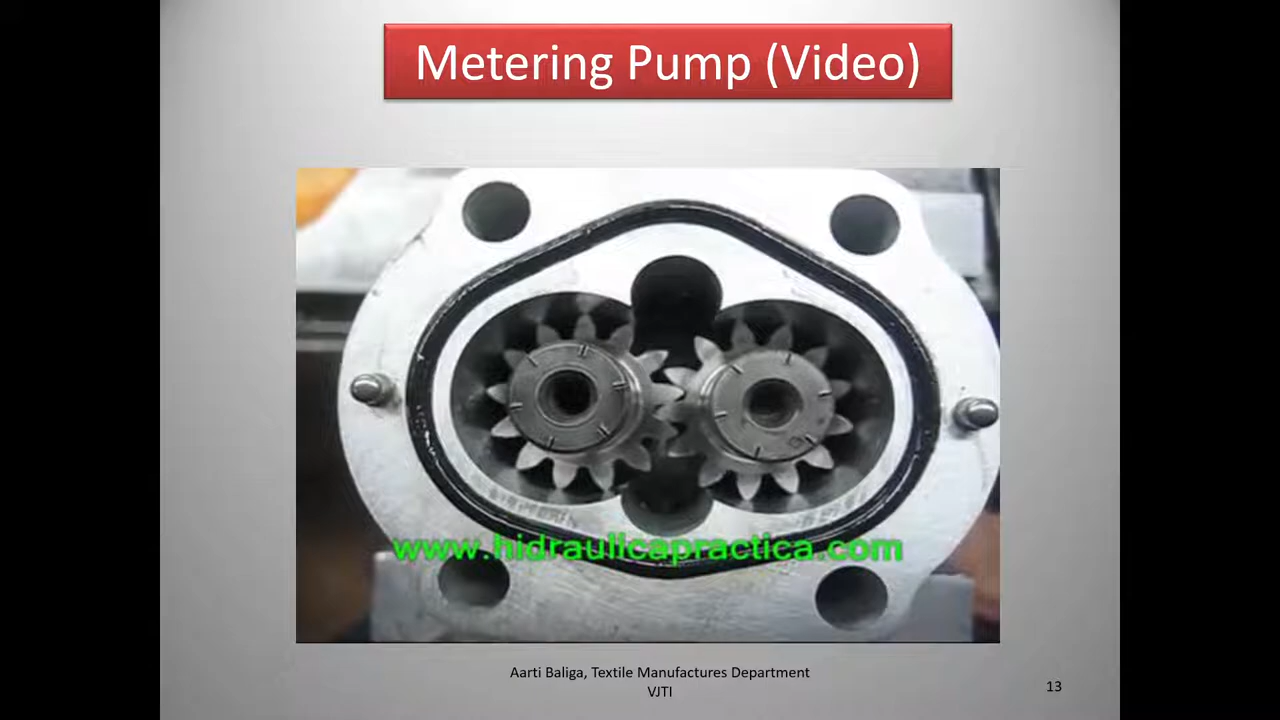 Metering Pump (Video)
www.hidraulicapractica.com
Aarti Baliga, Textile Manufactures Department
VJTI
13